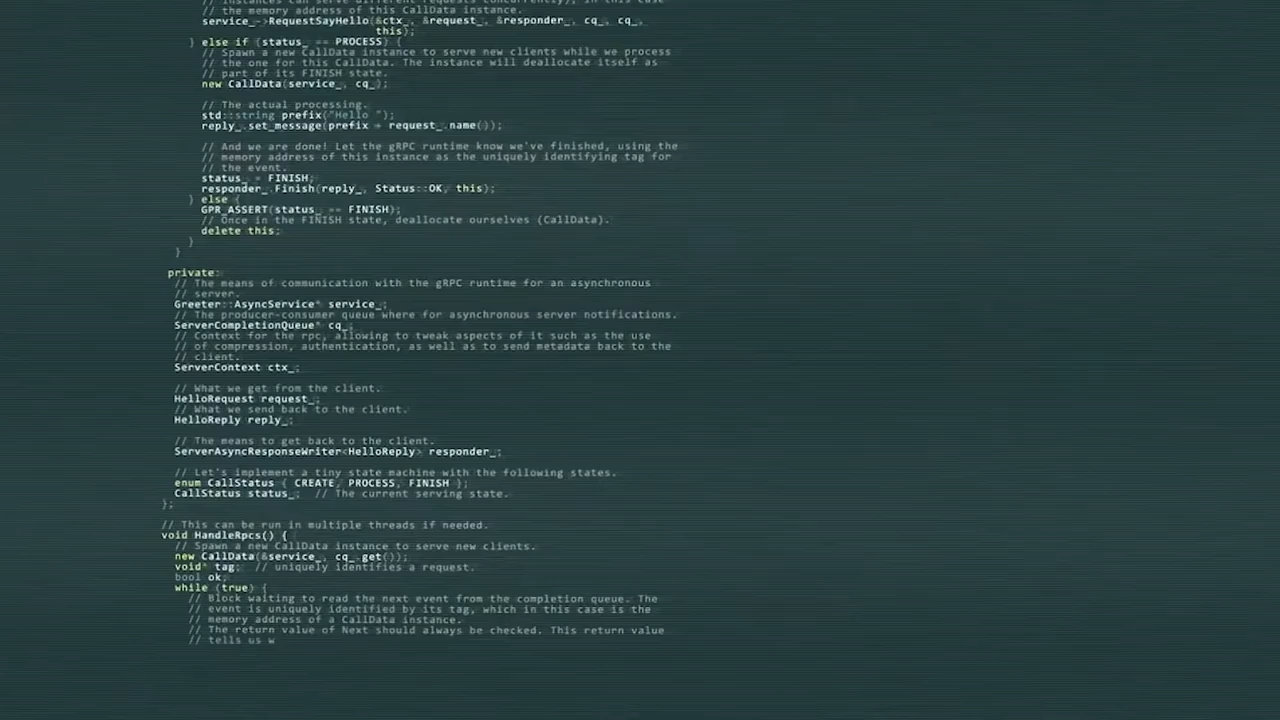 // instances can serve different requests concurrently), in this case
// the memory address of this CallData instance.
service_->RequestSayHello(&ctx_, &request_, &responder_, cq_, cq_,
this);
} else if (status_ == PROCESS) {
// Spawn a new CallData instance to serve new clients while we process
// the one for this CallData. The instance will deallocate itself as
// part of its FINISH state.
new CallData(service_, cq_);
// The actual processing.
std::string prefix("Hello ");
reply_.set_message(prefix + request_.name());
// And we are done! Let the gRPC runtime know we've finished, using the
// memory address of this instance as the uniquely identifying tag for
// the event.
status_ = FINISH;
responder_.Finish(reply_, Status::OK, this);
} else {
GPR_ASSERT(status_ == FINISH);
// Once in the FINISH state, deallocate ourselves (CallData).
delete this;
}
}
private:
// The means of communication with the gRPC runtime for an asynchronous
// server.
Greeter::AsyncService* service_;
// The producer-consumer queue where for asynchronous server notifications.
ServerCompletionQueue* cq_;
// Context for the rpc, allowing to tweak aspects of it such as the use
// of compression, authentication, as well as to send metadata back to the
// client.
ServerContext ctx_;
// What we get from the client.
HelloRequest request_;
// What we send back to the client.
HelloReply reply_;
// The means to get back to the client.
ServerAsyncResponseWriter<HelloReply> responder_;
// Let's implement a tiny state machine with the following states.
enum CallStatus { CREATE, PROCESS, FINISH };
CallStatus status_;  // The current serving state.
};
// This can be run in multiple threads if needed.
void HandleRpcs() {
// Spawn a new CallData instance to serve new clients.
new CallData(&service_, cq_.get());
void* tag;  // uniquely identifies a request.
bool ok;
while (true) {
// Block waiting to read the next event from the completion queue. The
// event is uniquely identified by its tag, which in this case is the
// memory address of a CallData instance.
// The return value of Next should always be checked. This return value
// tells us w